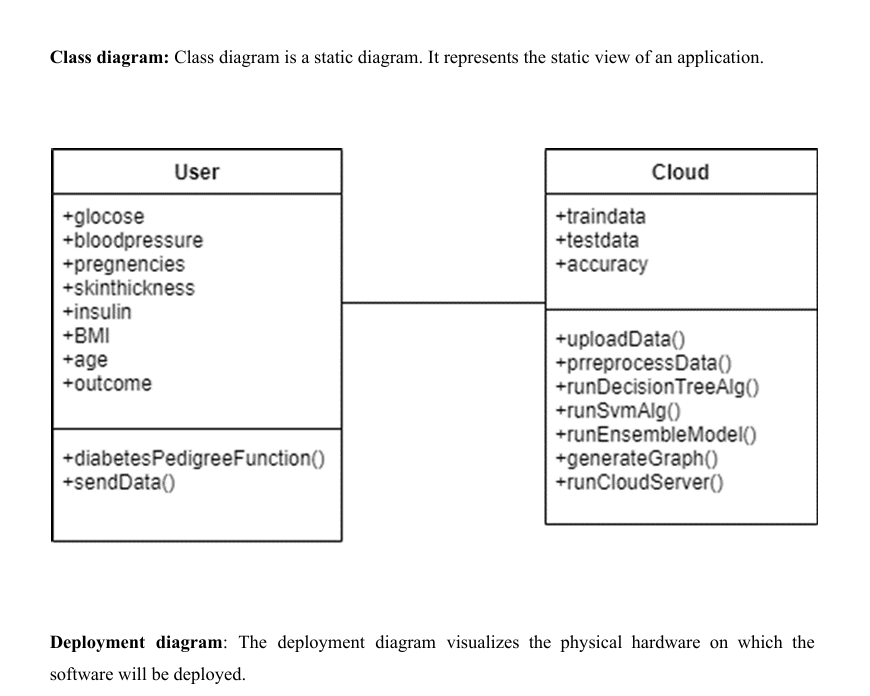 Class diagram: Class diagram is a static diagram. It represents the static view of an application.
User
+glocose
+bloodpressure
+pregnencies
+skinthickness
+insulin
+BMI
+age
+outcome
+diabetesPedigreeFunction()
+sendData()
Cloud
+traindata
+testdata
+accuracy
+uploadData()
+prreprocessData()
+runDecisionTreeAlg()
+runSvmAlg()
+runEnsembleModel()
+generateGraph()
+runCloudServer()
Deployment diagram: The deployment diagram visualizes the physical hardware on which the
software will be deployed.